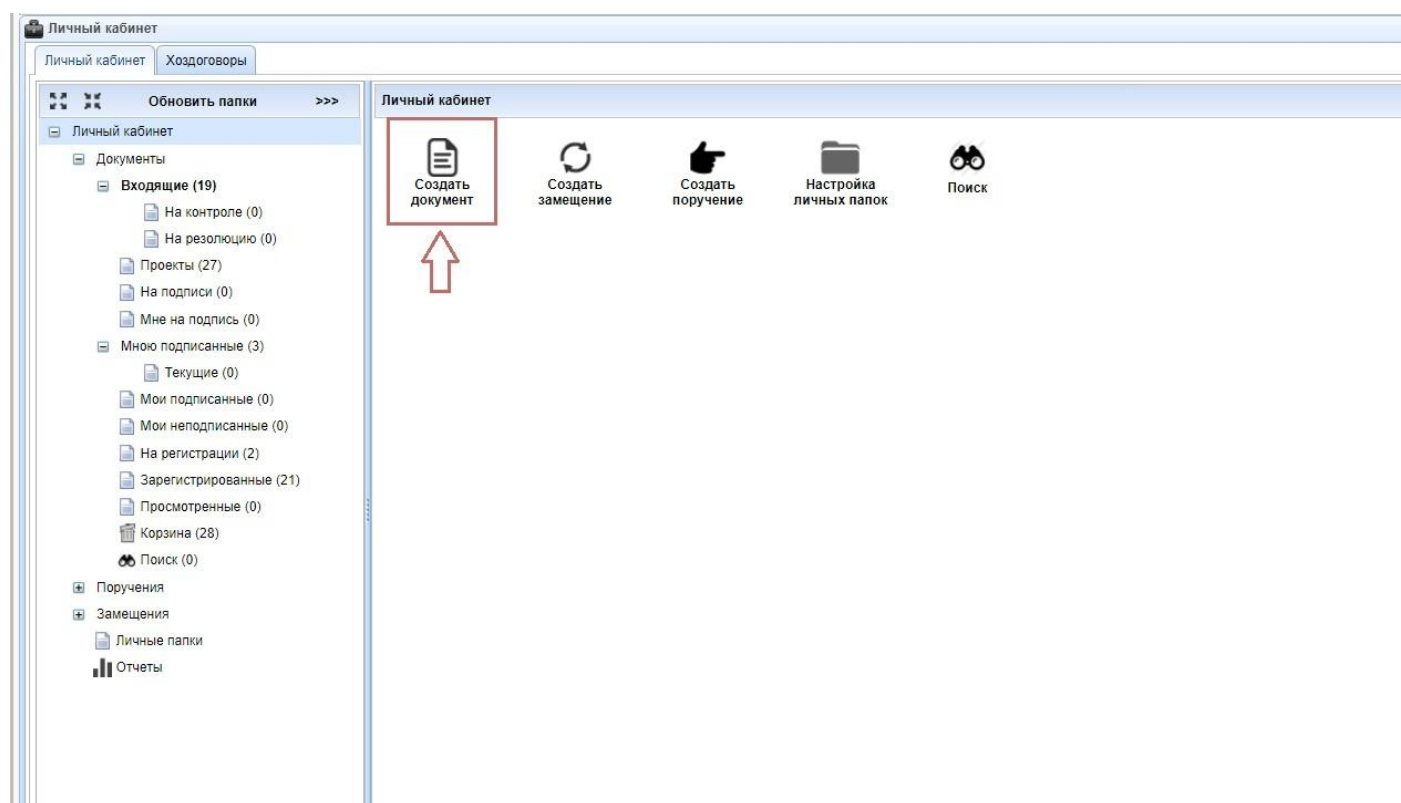 Личный кабинет
Личный кабинет Хоздоговоры
Обновить папки >>>
Личный кабинет
Документы
Входящие (19)
На контроле (0)
На резолюцию (0)
Проекты (27)
На подписи (0)
Мне на подпись (0)
Мною подписанные (3)
Текущие (0)
Мои подписанные (0)
Мои неподписанные (0)
На регистрации (2)
Зарегистрированные (21)
Просмотренные (0)
Корзина (28)
Поиск (0)
Поручения
Замещения
Личные папки
Отчеты
Личный кабинет
Создать
документ
Создать
замещение
Создать
поручение
Настройка
личных папок
Поиск